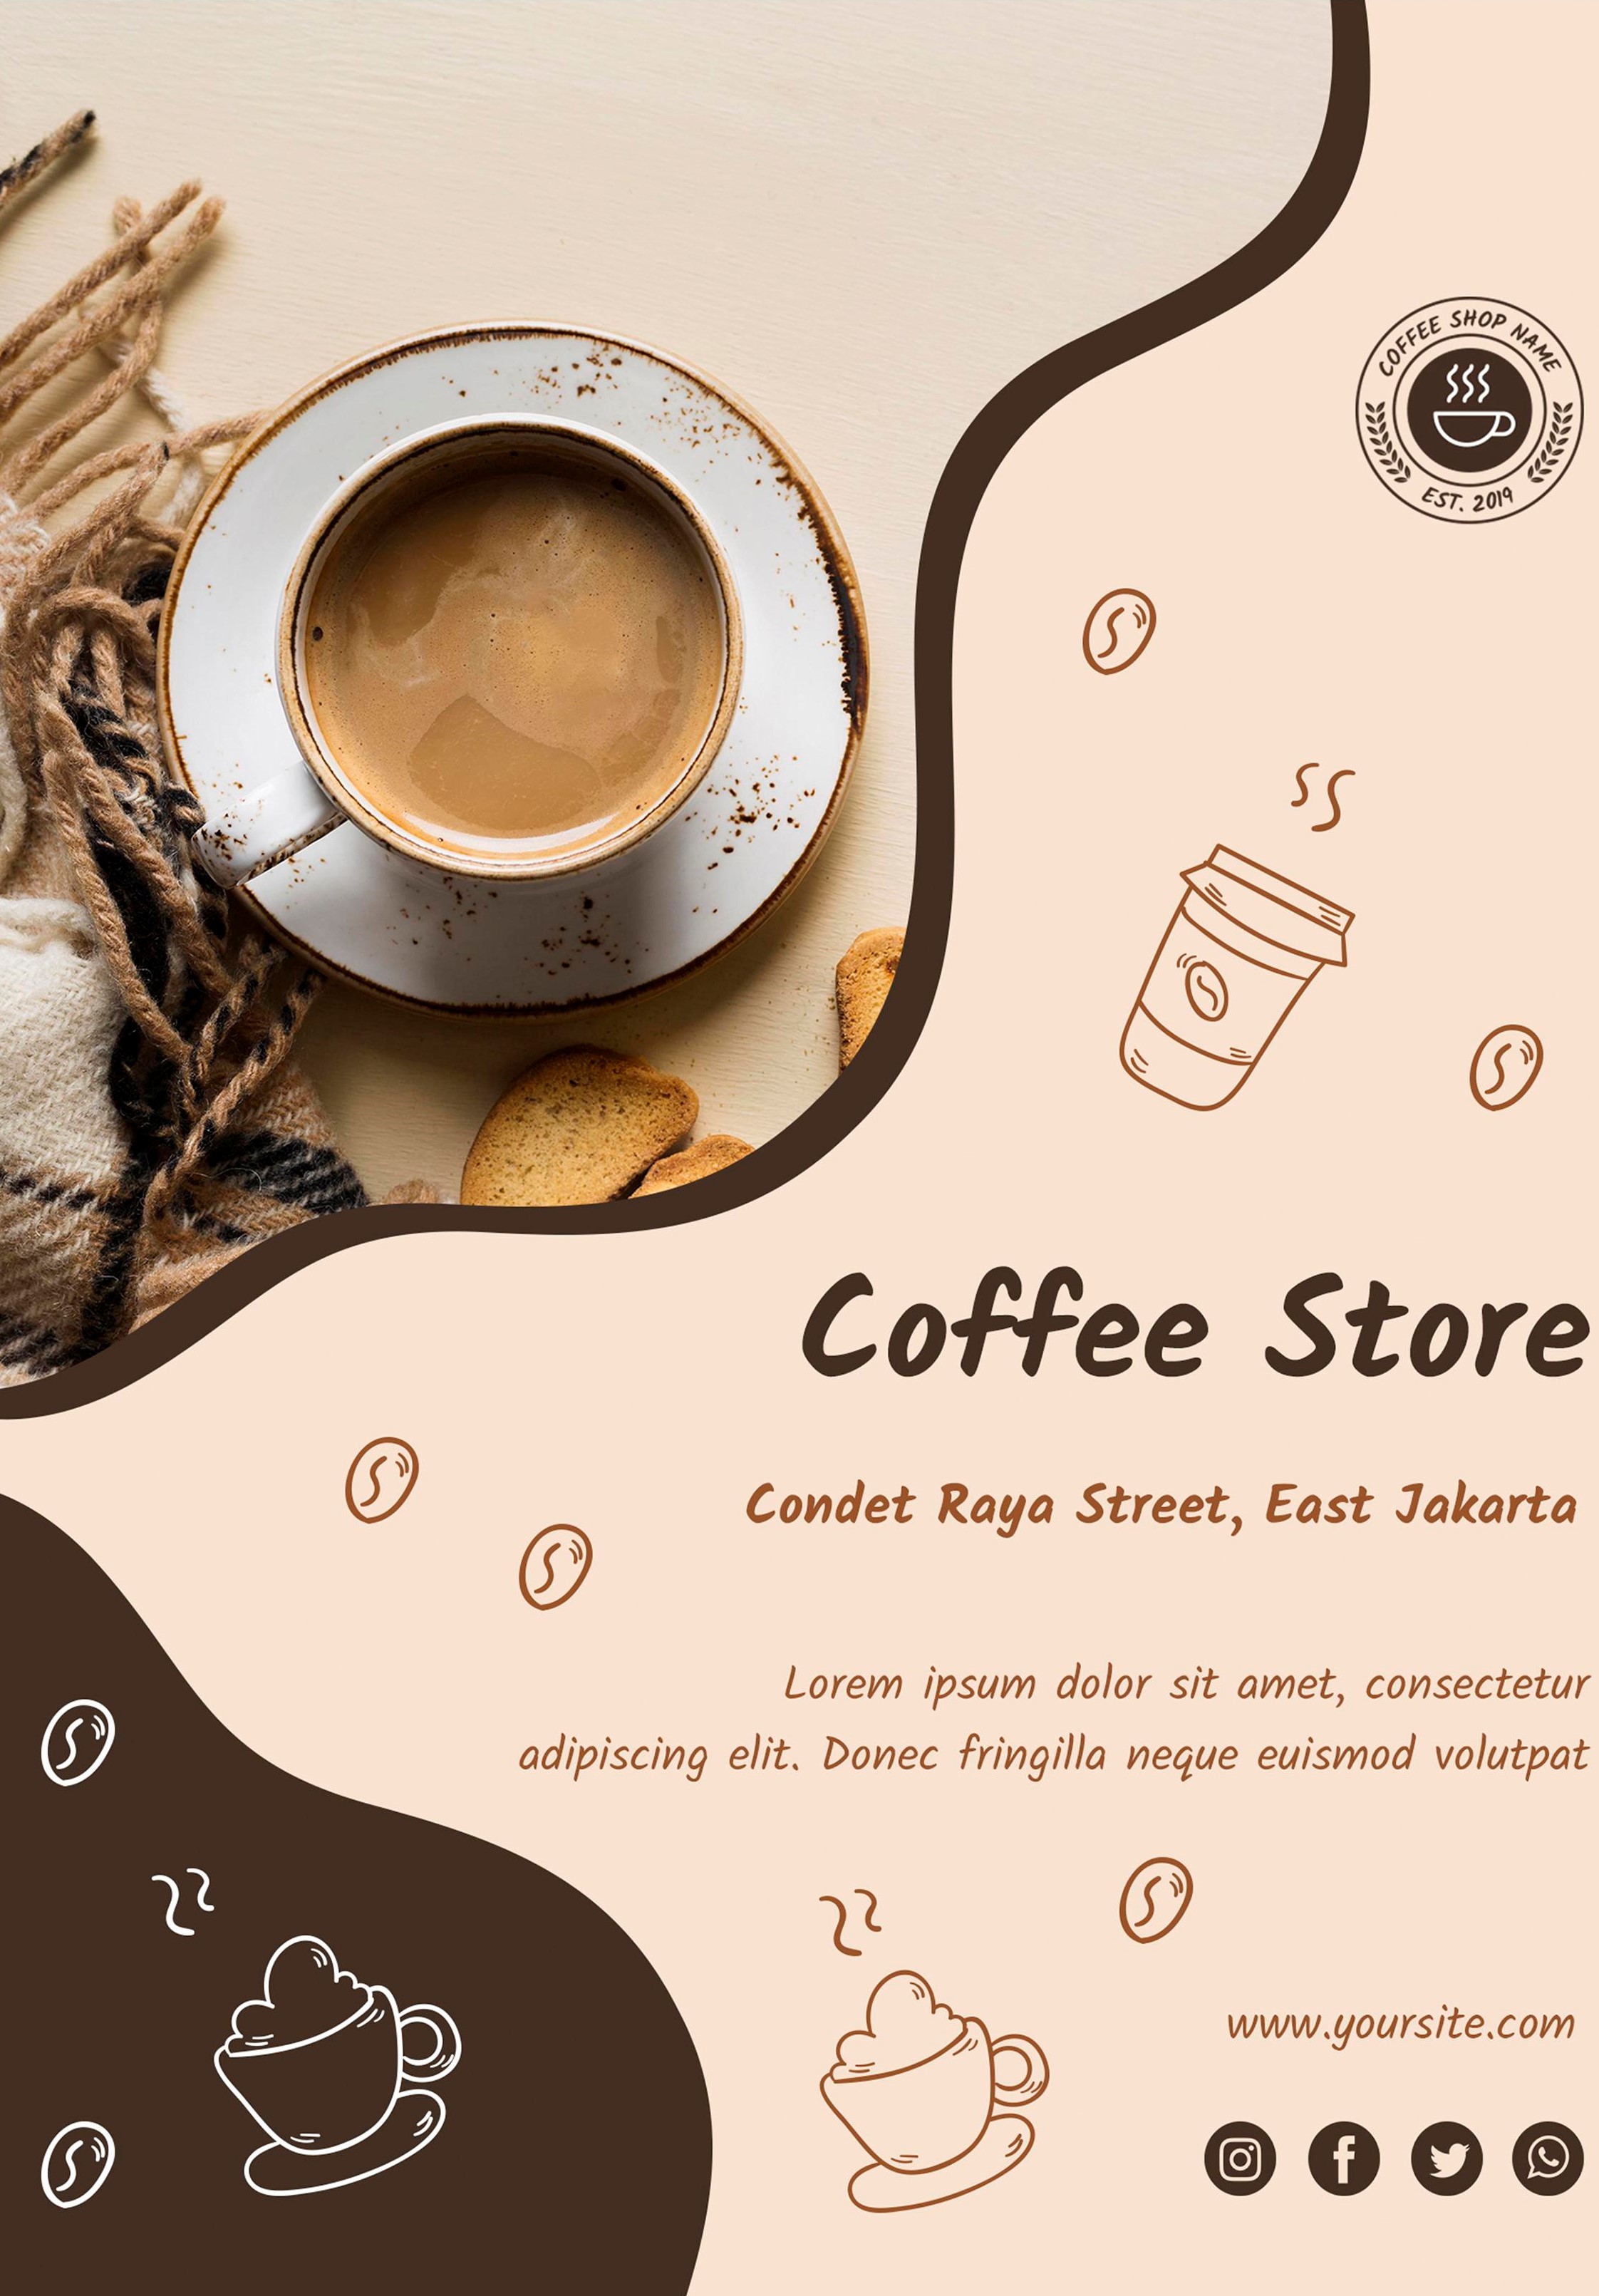 COFFEE SHOP NAME
EST. 2019
Coffee Store
Condet Raya Street, East Jakarta
Lorem ipsum dolor sit amet, consectetur
adipiscing elit. Donec fringilla neque euismod volutpat
www.yoursite.com